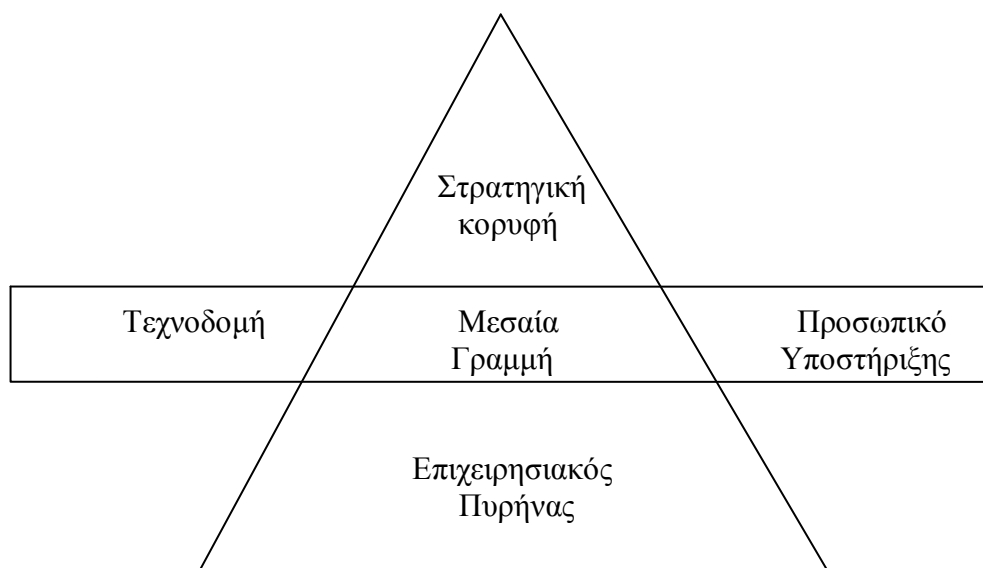 Στρατηγική
κορυφή
Τεχνοδομή
Μεσαία
Γραμμή
Προσωπικό
Υποστήριξης
Επιχειρησιακός
Πυρήνας